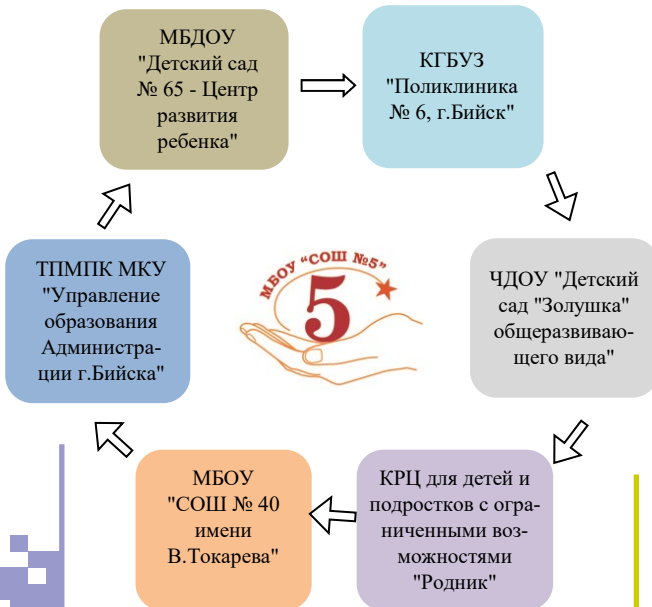 МБДОУ
"Детский сад
№ 65 - Центр
развития
ребенка"
КГБУЗ
"Поликлиника
№ 6, г.Бийск"
ЧДОУ "Детский
сад "Золушка"
общеразвиваю-
щего вида"
КРЦ для детей и
подростков с огра-
ниченными воз-
можностями
"Родник"
МБОУ
"СОШ № 40
имени
В.Токарева"
ТПМПК МКУ
"Управление
образования
Администра-
ции г.Бийска"
МБОУ "СОШ №5"
5